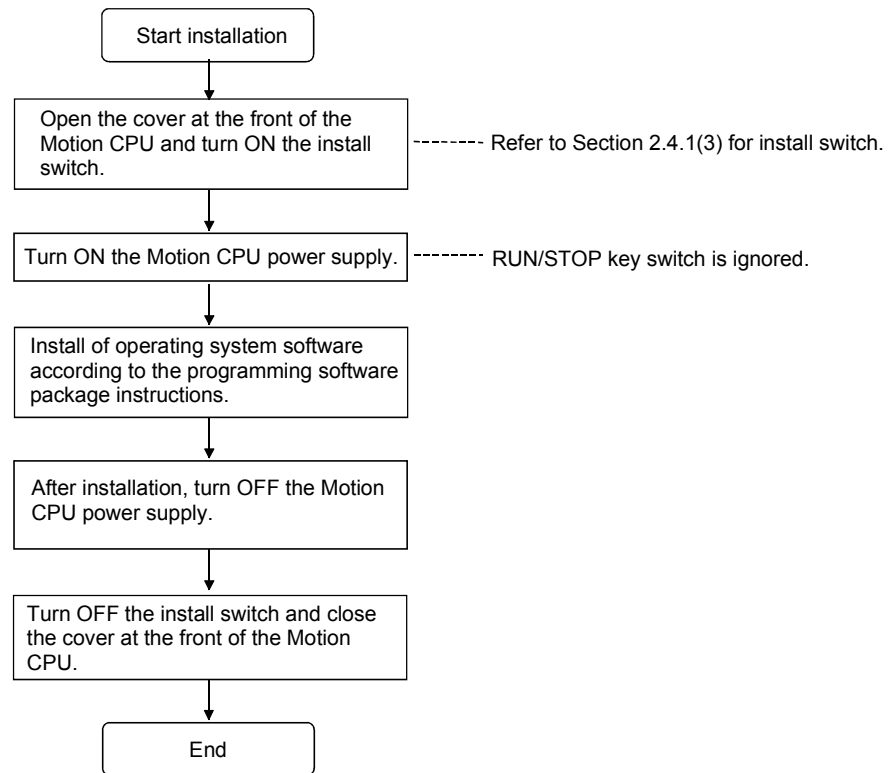 Start installation
Open the cover at the front of the
Motion CPU and turn ON the install
switch.
Refer to Section 2.4.1(3) for install switch.
Turn ON the Motion CPU power supply.
RUN/STOP key switch is ignored.
Install of operating system software
according to the programming software
package instructions.
After installation, turn OFF the Motion
CPU power supply.
Turn OFF the install switch and close
the cover at the front of the Motion
CPU.
End